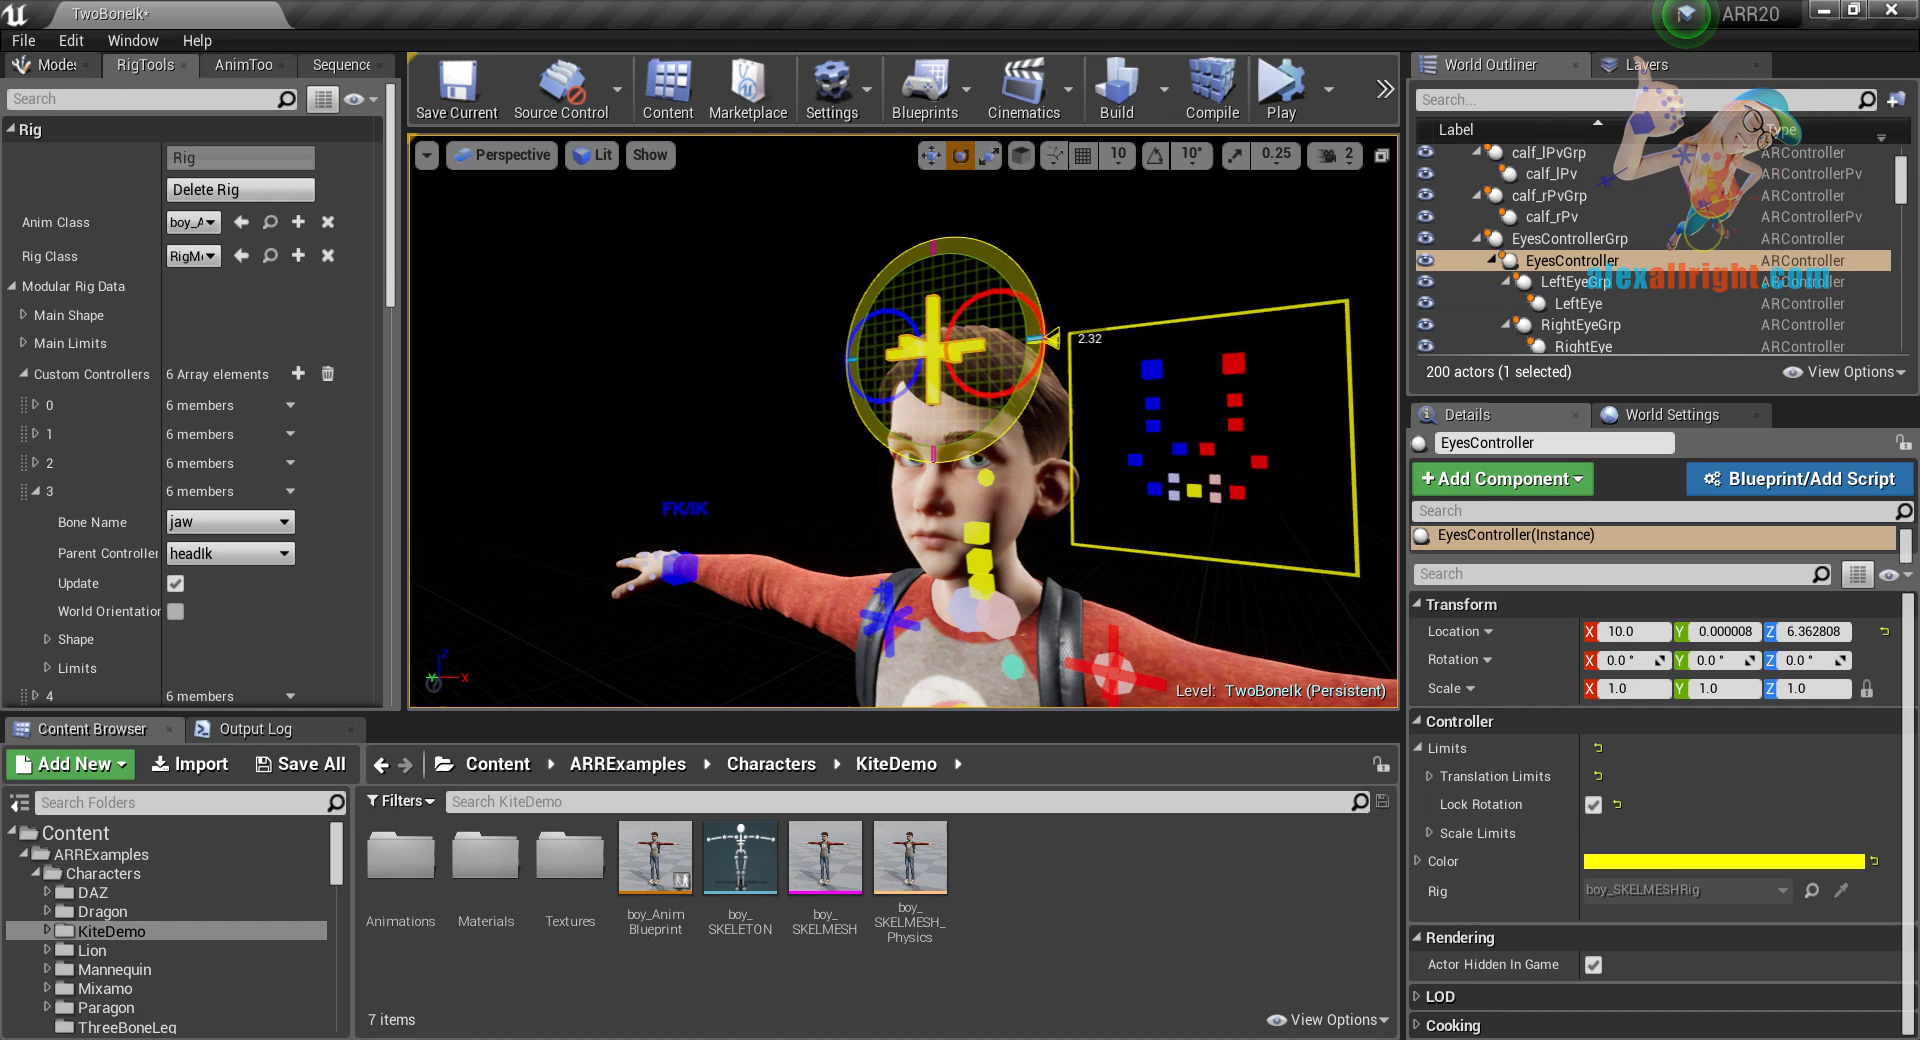 TwoBoneIk*
ARR20
File Edit Window Help
Modes RigTools AnimToo Sequence
Search
Rig
Rig
Delete Rig
Anim Class boy_A
Rig Class RigM
Modular Rig Data
Main Shape
Main Limits
Custom Controllers 6 Array elements
0 6 members
1 6 members
2 6 members
3 6 members
Bone Name jaw
Parent Controller headIk
Update
World Orientation
Shape
Limits
4 6 members
Save Current Source Control Content Marketplace Settings Blueprints Cinematics Build Compile Play
Perspective Lit Show 10 10° 0.25 2
2.32
FK/IK
Z
Y X
Level: TwoBoneIk (Persistent)
World Outliner Layers
Search...
Label Type
calf_lPvGrp ARController
calf_lPv ARControllerPv
calf_rPvGrp ARController
calf_rPv ARControllerPv
EyesControllerGrp ARController
EyesController ARController
alexallright.com
LeftEyeGrp ARController
LeftEye ARController
RightEyeGrp ARController
RightEye ARController
200 actors (1 selected) View Options
Details World Settings
EyesController
+Add Component Blueprint/Add Script
Search
EyesController(Instance)
Search
Transform
Location X 10.0 Y 0.000008 Z 6.362808
Rotation X 0.0 ° Y 0.0 ° Z 0.0 °
Scale X 1.0 Y 1.0 Z 1.0
Controller
Limits
Translation Limits
Lock Rotation
Scale Limits
Color
Rig boy_SKELMESHRig
Rendering
Actor Hidden In Game
LOD
Cooking
Content Browser Output Log
Add New Import Save All Content ARRExamples Characters KiteDemo
Search Folders
Filters Search KiteDemo
Content
ARRExamples
Characters
DAZ
Dragon
KiteDemo
Lion
Mannequin
Mixamo
Paragon
ThreeBoneLeg
Animations
Materials
Textures
boy_Anim
Blueprint
boy_
SKELETON
boy_
SKELMESH
boy_
SKELMESH_
Physics
7 items View Options